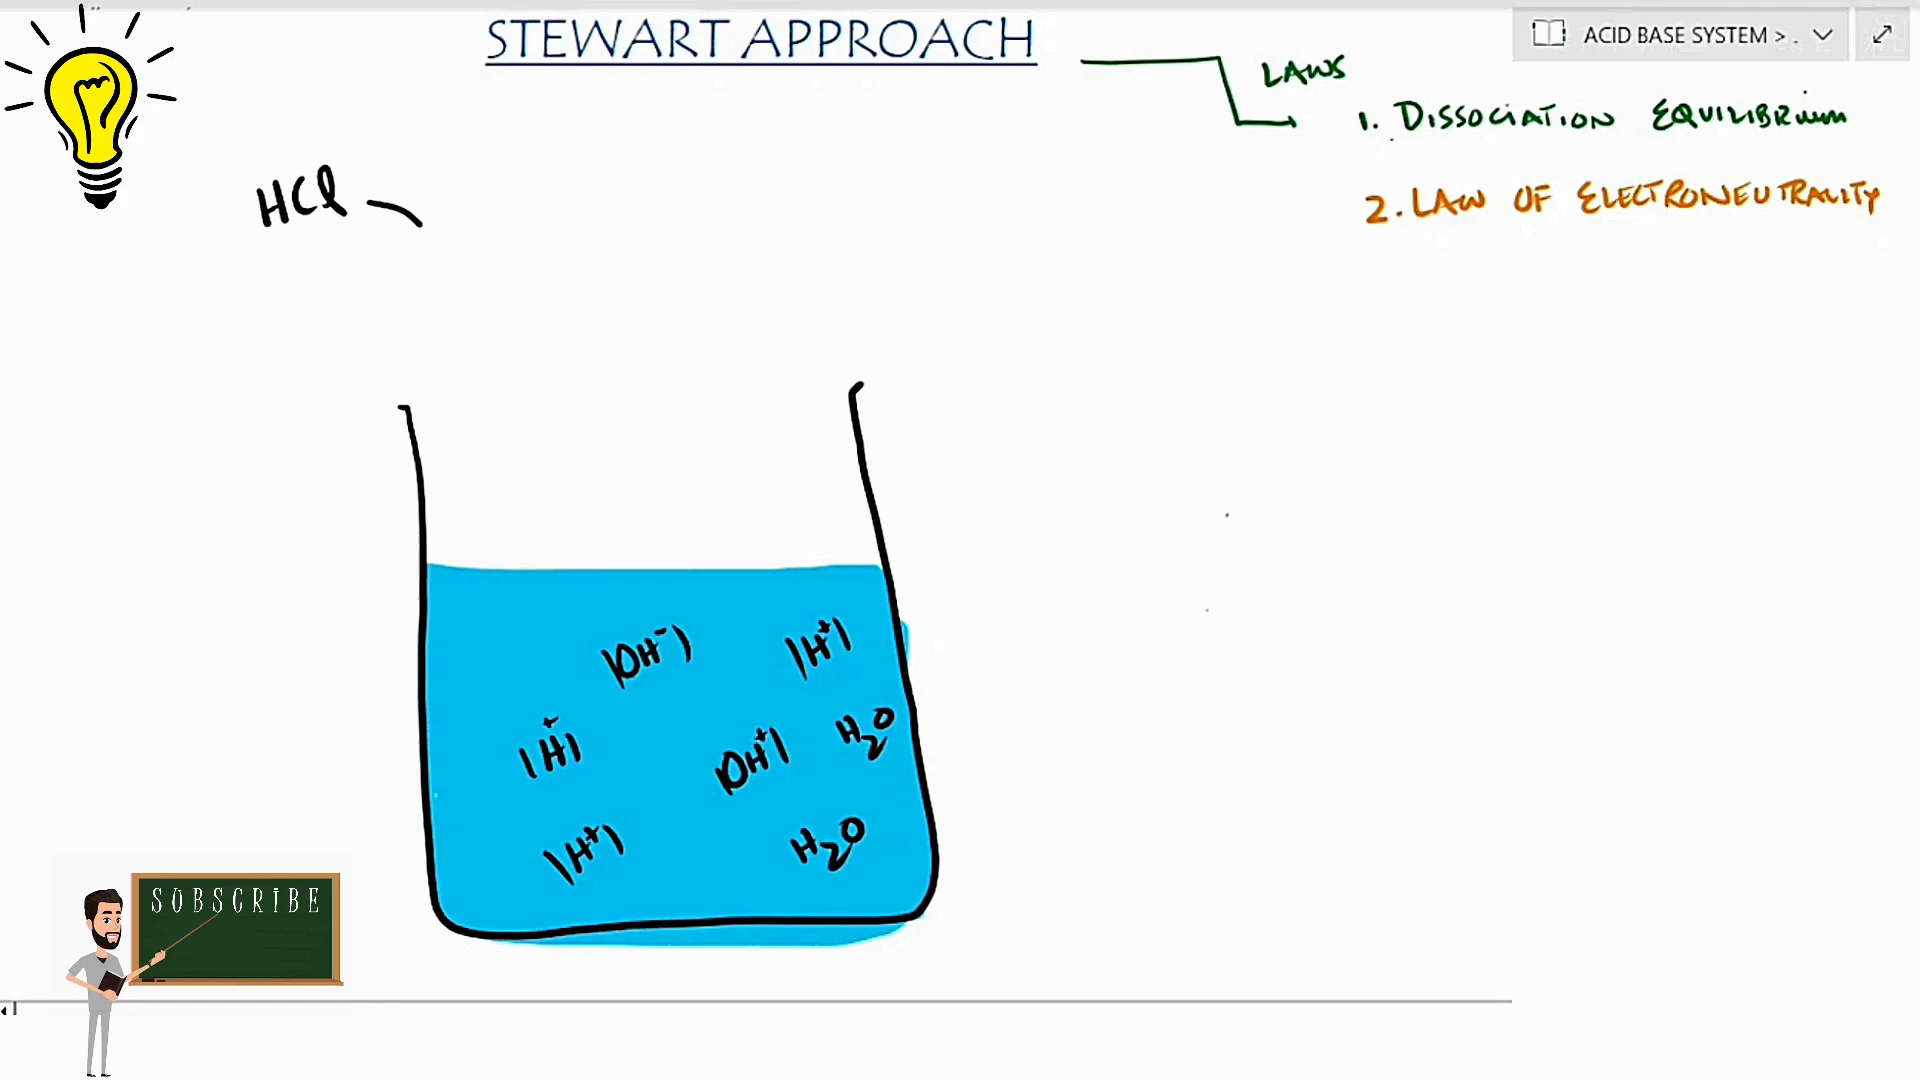 STEWART APPROACH
ACID BASE SYSTEM > .
LAWS
1. DISSOCIATION EQUILIBRIUM
2. LAW OF ELECTRONEUTRALITY
HCl
(OH⁻)
(H⁺)
(H⁺)
(OH⁺)
H₂O
(H⁺)
H₂O
SUBSCRIBE